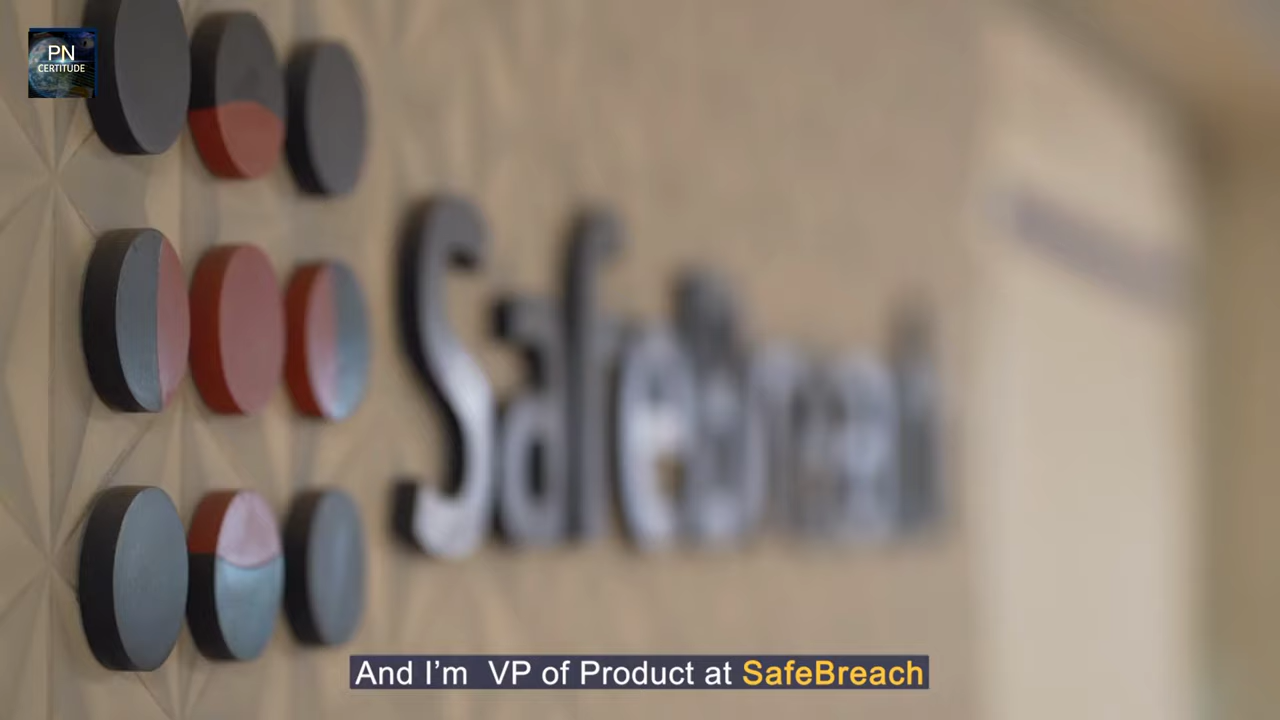 PN
CERTITUDE
SafeBreach
And I’m  VP of Product at SafeBreach